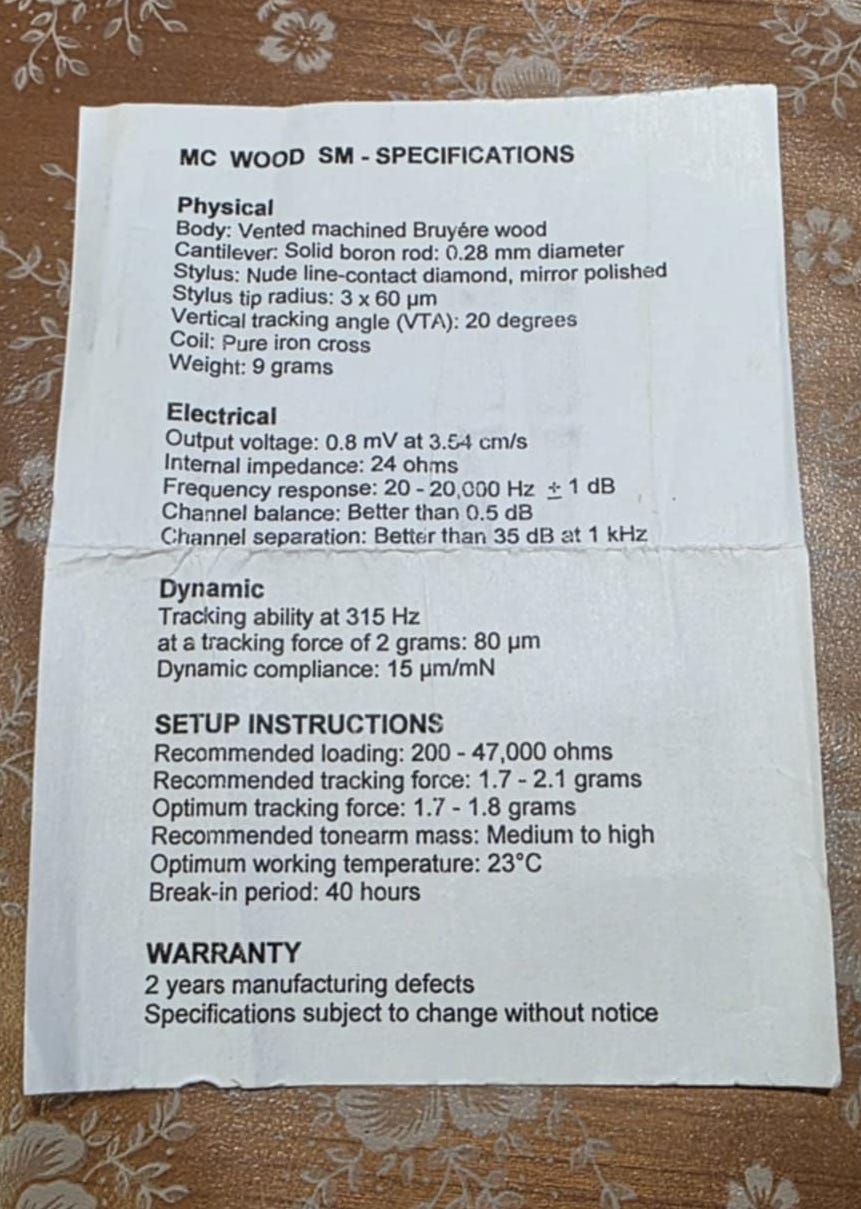 MC WOOD SM - SPECIFICATIONS
Physical
Body: Vented machined Bruyére wood
Cantilever: Solid boron rod: 0.28 mm diameter
Stylus: Nude line-contact diamond, mirror polished
Stylus tip radius: 3 x 60 µm
Vertical tracking angle (VTA): 20 degrees
Coil: Pure iron cross
Weight: 9 grams
Electrical
Output voltage: 0.8 mV at 3.54 cm/s
Internal impedance: 24 ohms
Frequency response: 20 - 20,000 Hz ± 1 dB
Channel balance: Better than 0.5 dB
Channel separation: Better than 35 dB at 1 kHz
Dynamic
Tracking ability at 315 Hz
at a tracking force of 2 grams: 80 µm
Dynamic compliance: 15 µm/mN
SETUP INSTRUCTIONS
Recommended loading: 200 - 47,000 ohms
Recommended tracking force: 1.7 - 2.1 grams
Optimum tracking force: 1.7 - 1.8 grams
Recommended tonearm mass: Medium to high
Optimum working temperature: 23°C
Break-in period: 40 hours
WARRANTY
2 years manufacturing defects
Specifications subject to change without notice